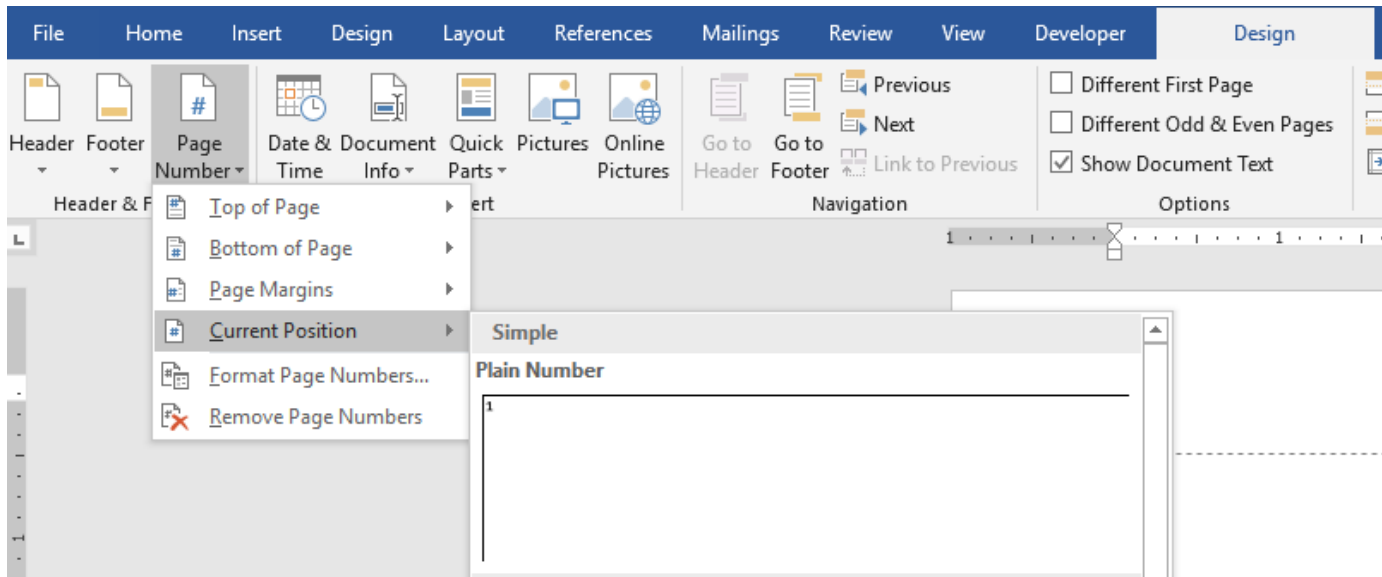 File Home Insert Design Layout References Mailings Review View Developer Design
Header Footer Page Number
Date & Time Document Info Quick Parts Pictures Online Pictures
Go to Header Go to Footer
Previous
Next
Link to Previous
Different First Page
Different Odd & Even Pages
Show Document Text
Header & F
ert
Navigation
Options
Top of Page
Bottom of Page
Page Margins
Current Position
Format Page Numbers...
Remove Page Numbers
1 1
Simple
Plain Number
1
1